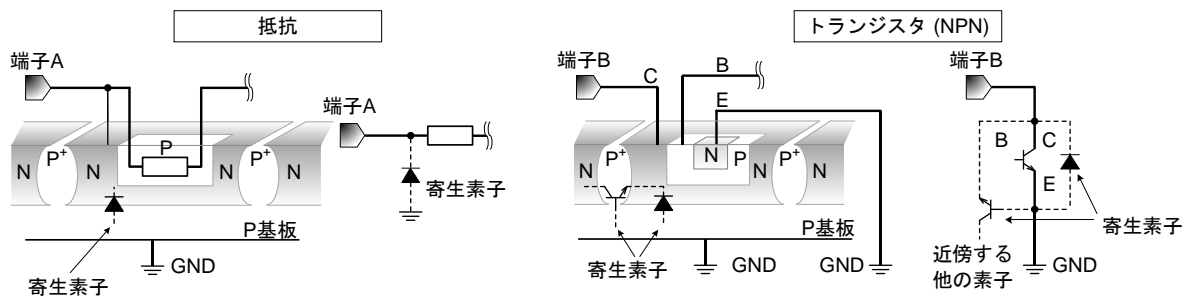 抵抗
トランジスタ (NPN)
端子A
N
P+
N
P
N
P+
N
寄生素子
P基板
GND
端子A
寄生素子
端子B
C
B
E
N
P+
N
N
P
N
P+
N
P基板
寄生素子
GND
GND
端子B
B
C
E
寄生素子
近傍する
他の素子
GND